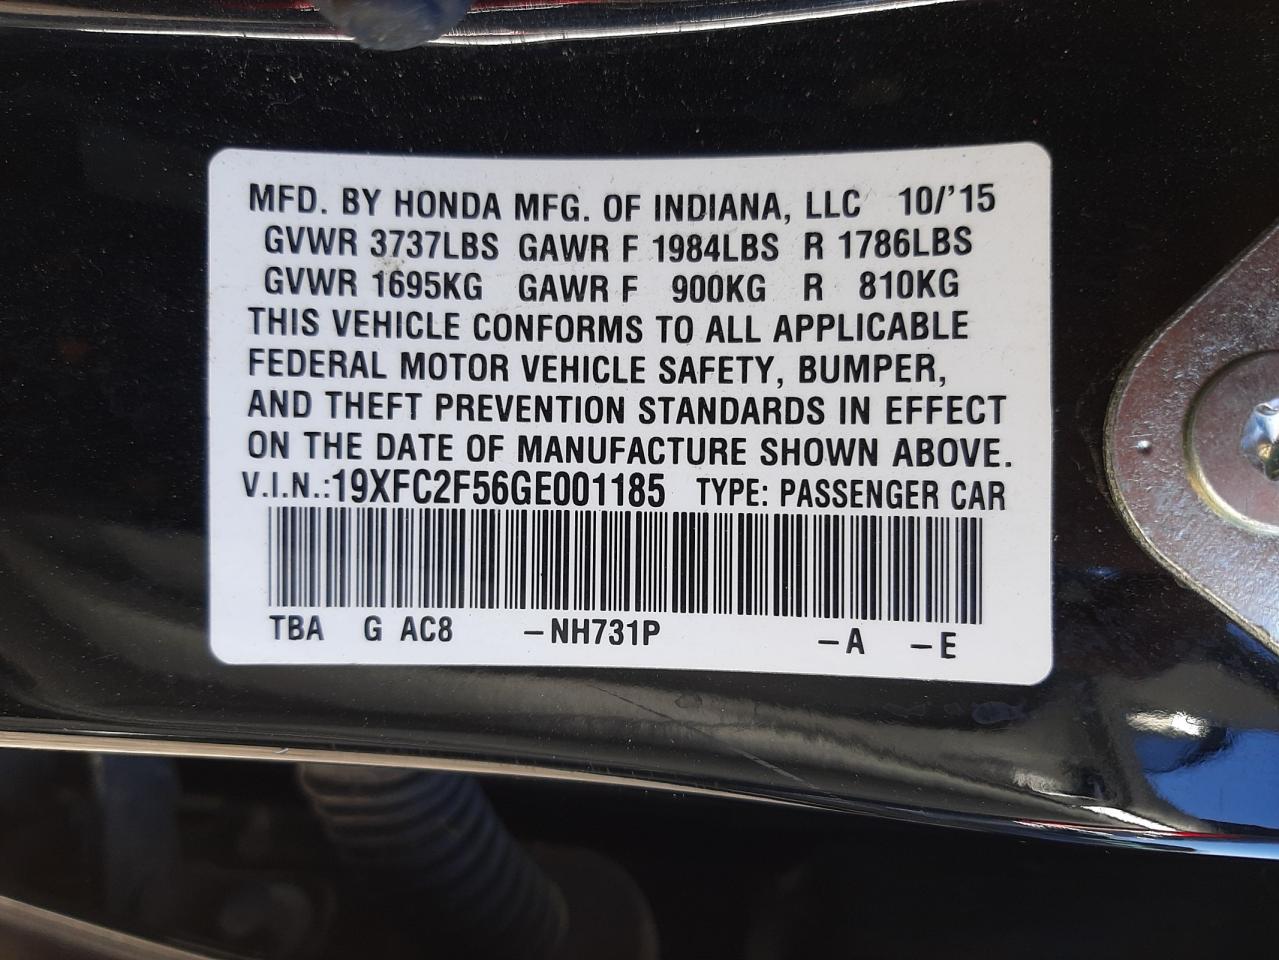 MFD. BY HONDA MFG. OF INDIANA, LLC 10/'15
GVWR 3737LBS GAWR F 1984LBS R 1786LBS
GVWR 1695KG GAWR F 900KG R 810KG
THIS VEHICLE CONFORMS TO ALL APPLICABLE
FEDERAL MOTOR VEHICLE SAFETY, BUMPER,
AND THEFT PREVENTION STANDARDS IN EFFECT
ON THE DATE OF MANUFACTURE SHOWN ABOVE.
V.I.N.:19XFC2F56GE001185 TYPE: PASSENGER CAR
TBA G AC8 –NH731P –A –E